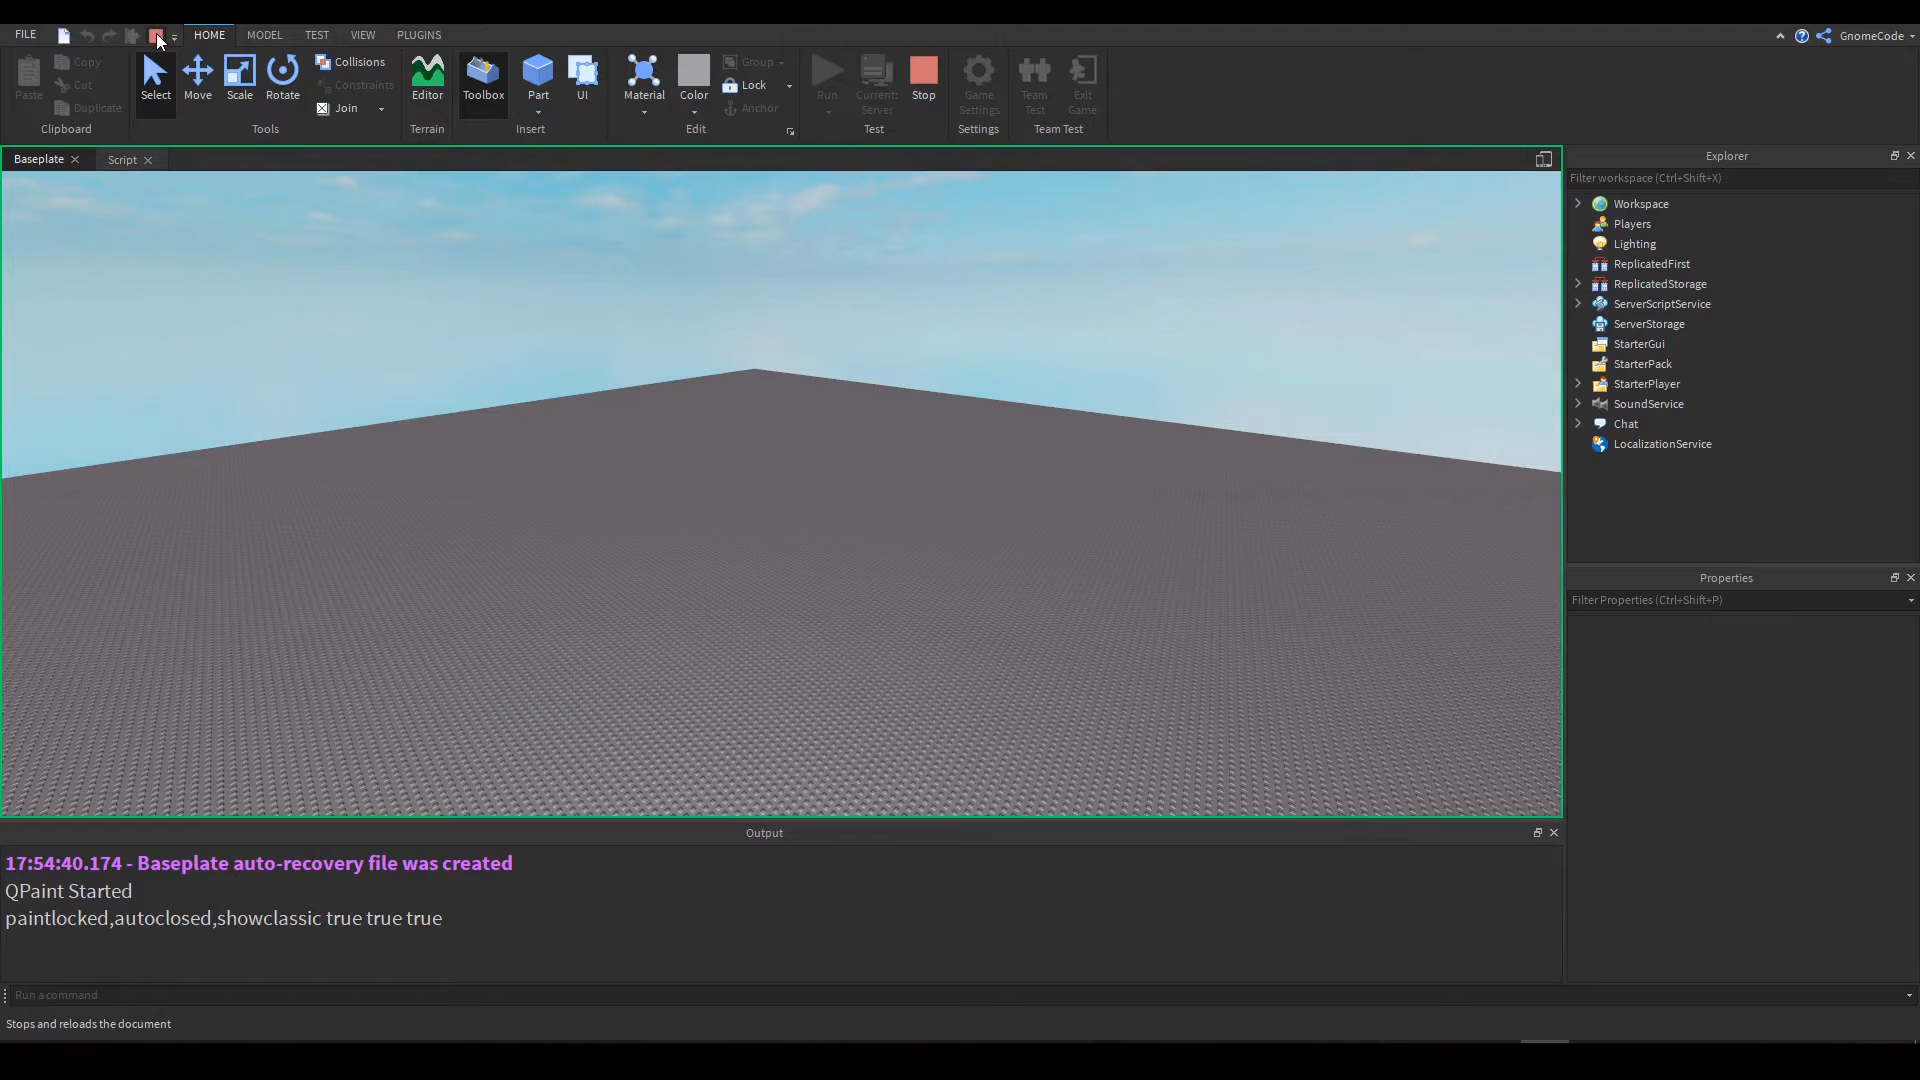 FILE HOME MODEL TEST VIEW PLUGINS GnomeCode
Paste
Copy
Cut
Duplicate
Clipboard
Select Move Scale Rotate
Collisions
Constraints
Join
Tools
Editor
Terrain
Toolbox Part UI
Insert
Material Color
Group
Lock
Anchor
Edit
Run
Current:
Server
Stop
Test
Game
Settings
Settings
Team
Test
Exit
Game
Team Test
Baseplate Script
Explorer
Filter workspace (Ctrl+Shift+X)
Workspace
Players
Lighting
ReplicatedFirst
ReplicatedStorage
ServerScriptService
ServerStorage
StarterGui
StarterPack
StarterPlayer
SoundService
Chat
LocalizationService
Properties
Filter Properties (Ctrl+Shift+P)
Output
17:54:40.174 - Baseplate auto-recovery file was created
QPaint Started
paintlocked,autoclosed,showclassic true true true
Run a command
Stops and reloads the document